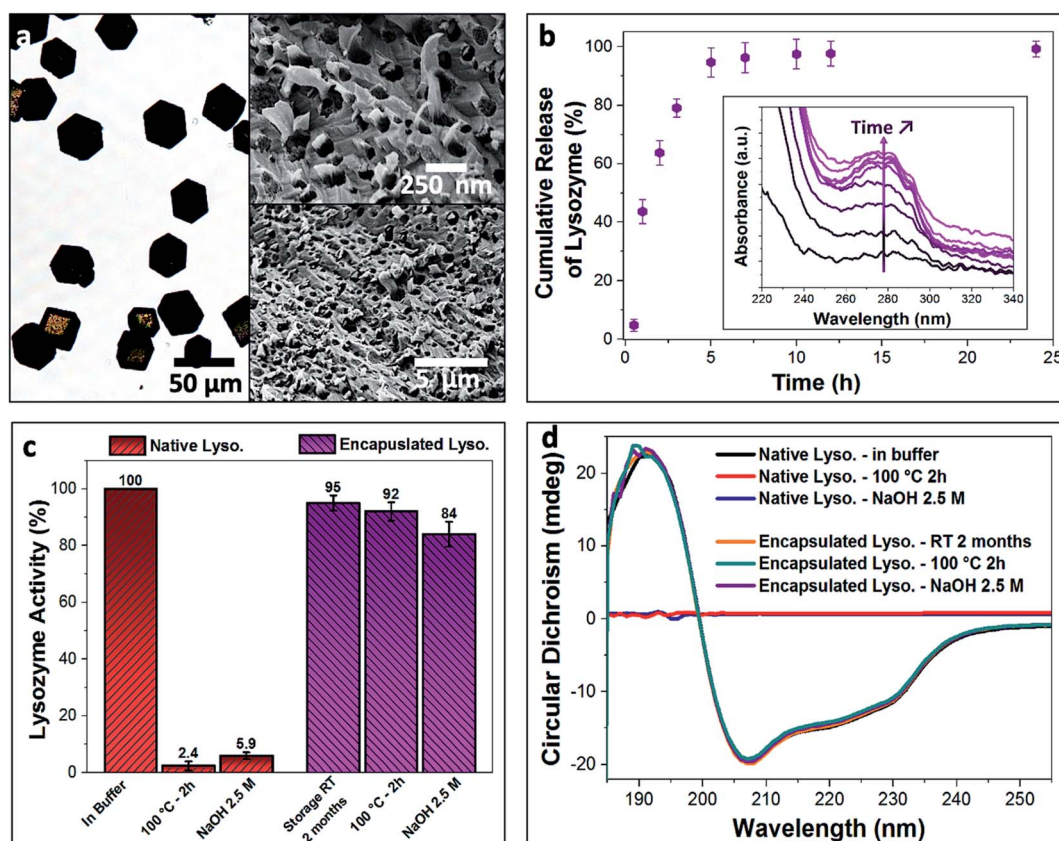 a
250 nm
50 µm
5 µm
b
Cumulative Release
of Lysozyme (%)
100
80
60
40
20
0
0
5
10
15
20
25
Time (h)
Time ↗
Absorbance (a.u.)
220 240 260 280 300 320 340
Wavelength (nm)
c
Native Lyso.
Encapuslated Lyso.
Lysozyme Activity (%)
100
80
60
40
20
0
100
2.4
5.9
95
92
84
In Buffer
100 °C - 2h
NaOH 2.5 M
Storage RT
2 months
100 °C - 2h
NaOH 2.5 M
d
Circular Dichroism (mdeg)
20
10
0
-10
-20
Native Lyso. - in buffer
Native Lyso. - 100 °C 2h
Native Lyso. - NaOH 2.5 M
Encapsulated Lyso. - RT 2 months
Encapsulated Lyso. - 100 °C 2h
Encapsulated Lyso. - NaOH 2.5 M
190 200 210 220 230 240 250
Wavelength (nm)